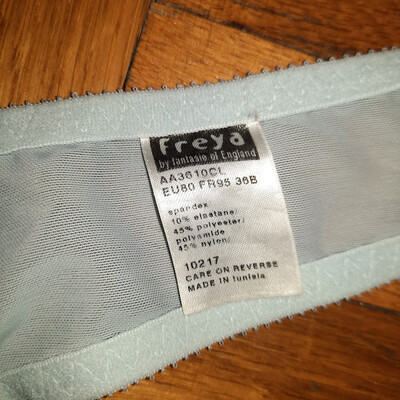 Freya
by fantasie of England
AA3610CL
EU80 FR95 36B
spandex
10% elastane/
45% polyester/
polyamide
45% nylon/
10217
CARE ON REVERSE
MADE IN tunisia